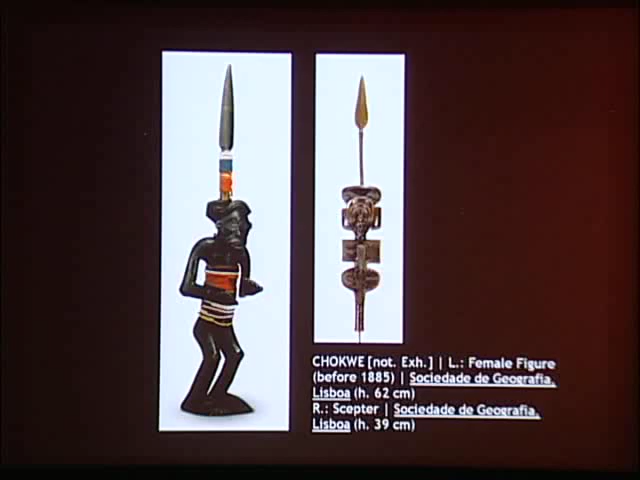 CHOKWE [not. Exh.] | L.: Female Figure
(before 1885) | Sociedade de Geografia,
Lisboa (h. 62 cm)
R.: Scepter | Sociedade de Geografia,
Lisboa (h. 39 cm)